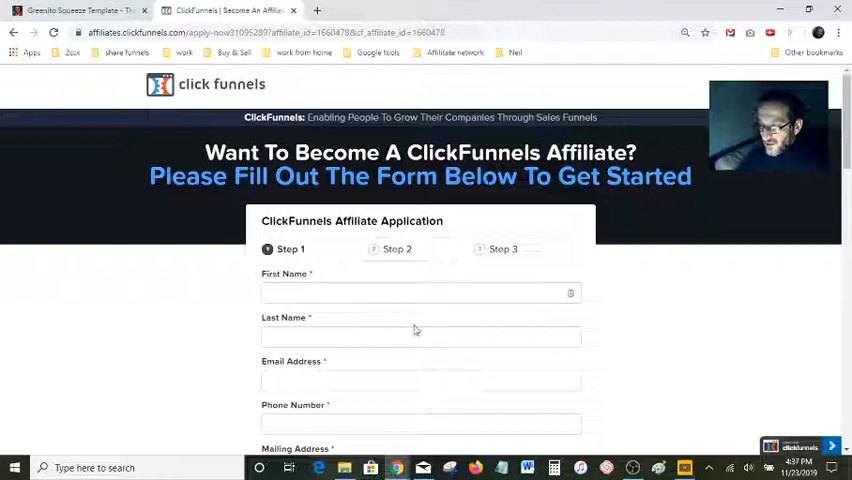 Greenito Squeeze Template - Th
ClickFunnels | Become An Affiliat
affiliates.clickfunnels.com/apply-now31095289?affiliate_id=1660478&cf_affiliate_id=1660478
Apps
2ccx
share funnels
work
Buy & Sell
work from home
Google tools
Affilitate network
Neil
Other bookmarks
click funnels
ClickFunnels: Enabling People To Grow Their Companies Through Sales Funnels
Want To Become A ClickFunnels Affiliate?
Please Fill Out The Form Below To Get Started
ClickFunnels Affiliate Application
1 Step 1
2 Step 2
3 Step 3
First Name *
Last Name *
Email Address *
Phone Number *
Mailing Address *
clickfunnels
Type here to search
4:37 PM
11/23/2019